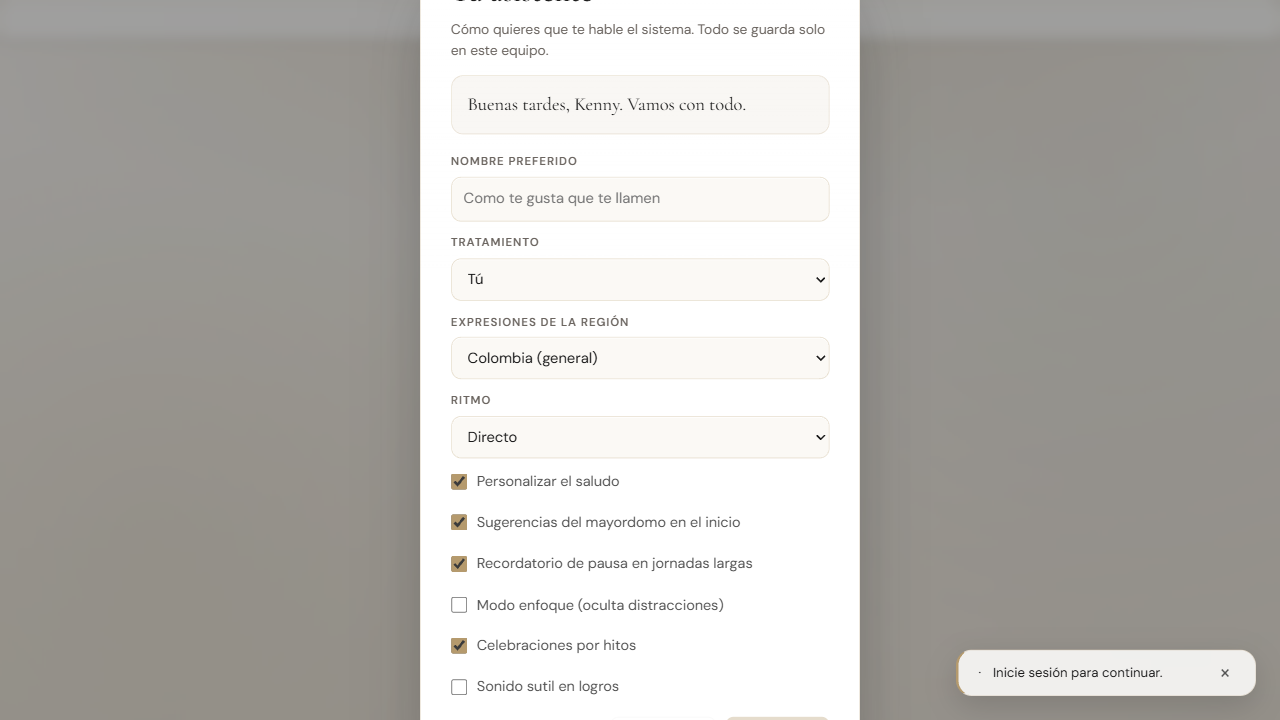 Cómo quieres que te hable el sistema. Todo se guarda solo
en este equipo.
Buenas tardes, Kenny. Vamos con todo.
NOMBRE PREFERIDO
Como te gusta que te llamen
TRATAMIENTO
Tú
EXPRESIONES DE LA REGIÓN
Colombia (general)
RITMO
Directo
Personalizar el saludo
Sugerencias del mayordomo en el inicio
Recordatorio de pausa en jornadas largas
Modo enfoque (oculta distracciones)
Celebraciones por hitos
Sonido sutil en logros
· Inicie sesión para continuar. ×